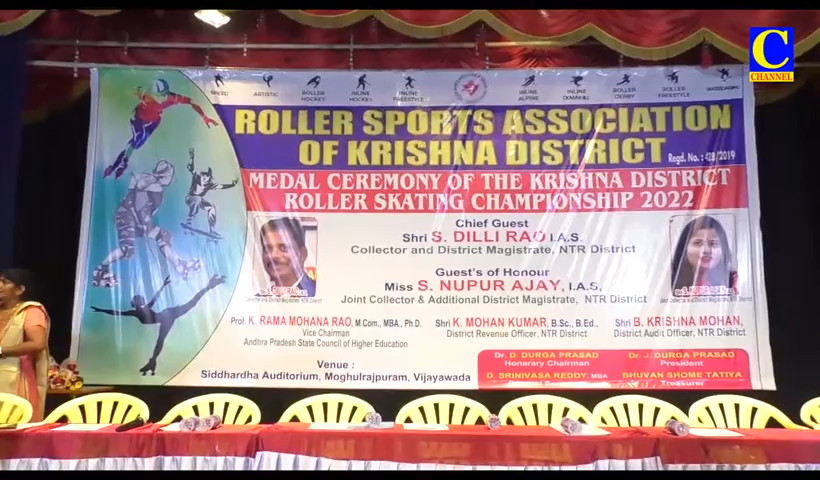 C
CHANNEL
SPEED ARTISTIC ROLLER HOCKEY INLINE HOCKEY INLINE FREESTYLE INLINE ALPINE INLINE DOWNHILL ROLLER DERBY ROLLER FREESTYLE SKATEBOARDING
ROLLER SPORTS ASSOCIATION
OF KRISHNA DISTRICT
Regd. No. : 428/2019
MEDAL CEREMONY OF THE KRISHNA DISTRICT
ROLLER SKATING CHAMPIONSHIP 2022
Chief Guest
Shri S. DILLI RAO I.A.S.
Collector and District Magistrate, NTR District
Guest's of Honour
Miss S. NUPUR AJAY, I.A.S.
Joint Collector & Additional District Magistrate, NTR District
Prof. K. RAMA MOHANA RAO, M.Com., MBA., Ph.D.
Vice Chairman
Andhra Pradesh State Council of Higher Education
Shri K. MOHAN KUMAR, B.Sc., B.Ed.,
District Revenue Officer, NTR District
Shri B. KRISHNA MOHAN,
District Audit Officer, NTR District
Venue :
Siddhardha Auditorium, Moghulrajpuram, Vijayawada
Dr. D. DURGA PRASAD
Honarary Chairman
Dr. J. DURGA PRASAD
President
D. SRINIVASA REDDY, MBA
BHUVAN SHOME TATIYA
Treasurer